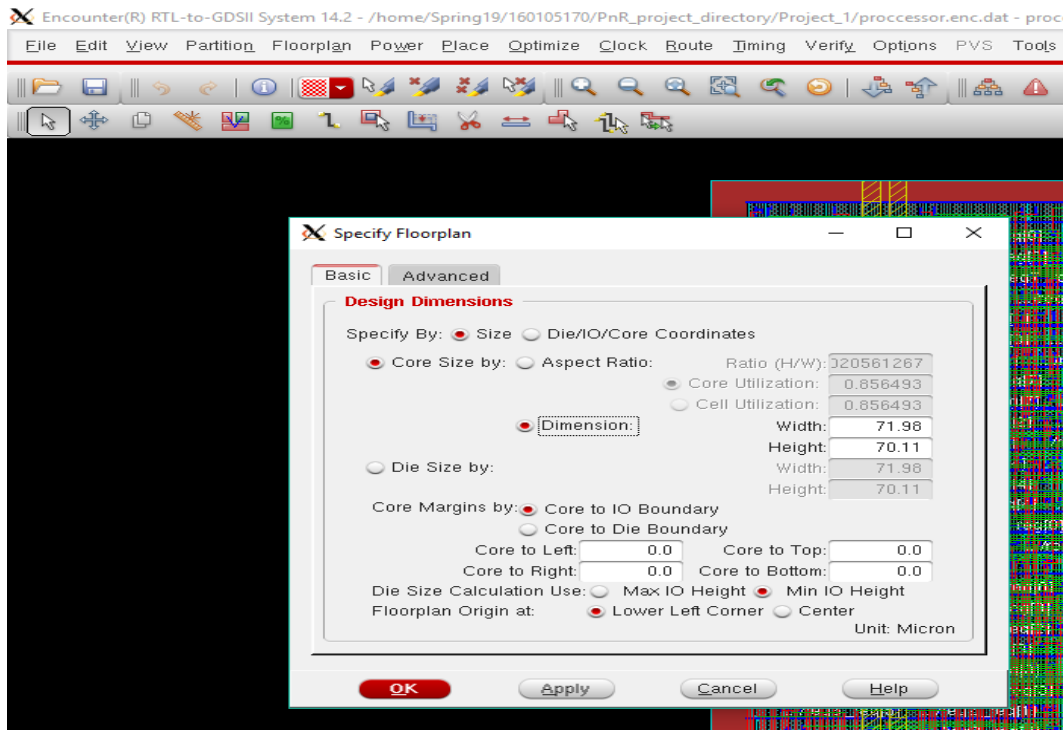 Encounter(R) RTL-to-GDSII System 14.2 - /home/Spring19/160105170/PnR_project_directory/Project_1/proccessor.enc.dat - proc
File Edit View Partition Floorplan Power Place Optimize Clock Route Timing Verify Options PVS Tools
Specify Floorplan
Basic Advanced
Design Dimensions
Specify By: Size Die/IO/Core Coordinates
Core Size by: Aspect Ratio: Ratio (H/W): 020561267
Core Utilization: 0.856493
Cell Utilization: 0.856493
Dimension: Width: 71.98
Height: 70.11
Die Size by: Width: 71.98
Height: 70.11
Core Margins by: Core to IO Boundary
Core to Die Boundary
Core to Left: 0.0 Core to Top: 0.0
Core to Right: 0.0 Core to Bottom: 0.0
Die Size Calculation Use: Max IO Height Min IO Height
Floorplan Origin at: Lower Left Corner Center
Unit: Micron
OK Apply Cancel Help